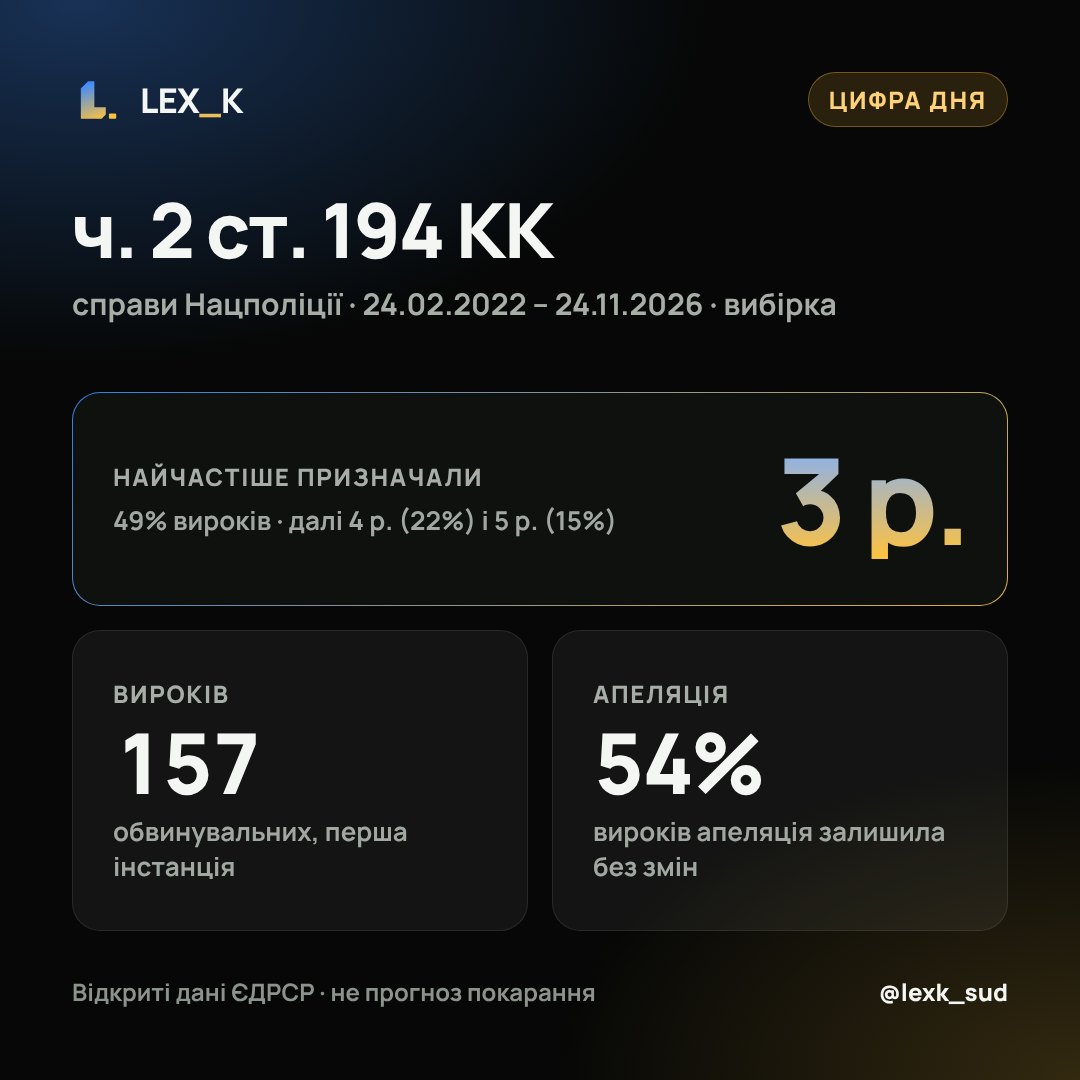 LEX_K
ЦИФРА ДНЯ
ч. 2 ст. 194 КК
справи Нацполіції · 24.02.2022 – 24.11.2026 · вибірка
НАЙЧАСТІШЕ ПРИЗНАЧАЛИ
49% вироків · далі 4 р. (22%) і 5 р. (15%)
3 р.
ВИРОКІВ
157
обвинувальних, перша
інстанція
АПЕЛЯЦІЯ
54%
вироків апеляція залишила
без змін
Відкриті дані ЄДРСР · не прогноз покарання
@lexk_sud